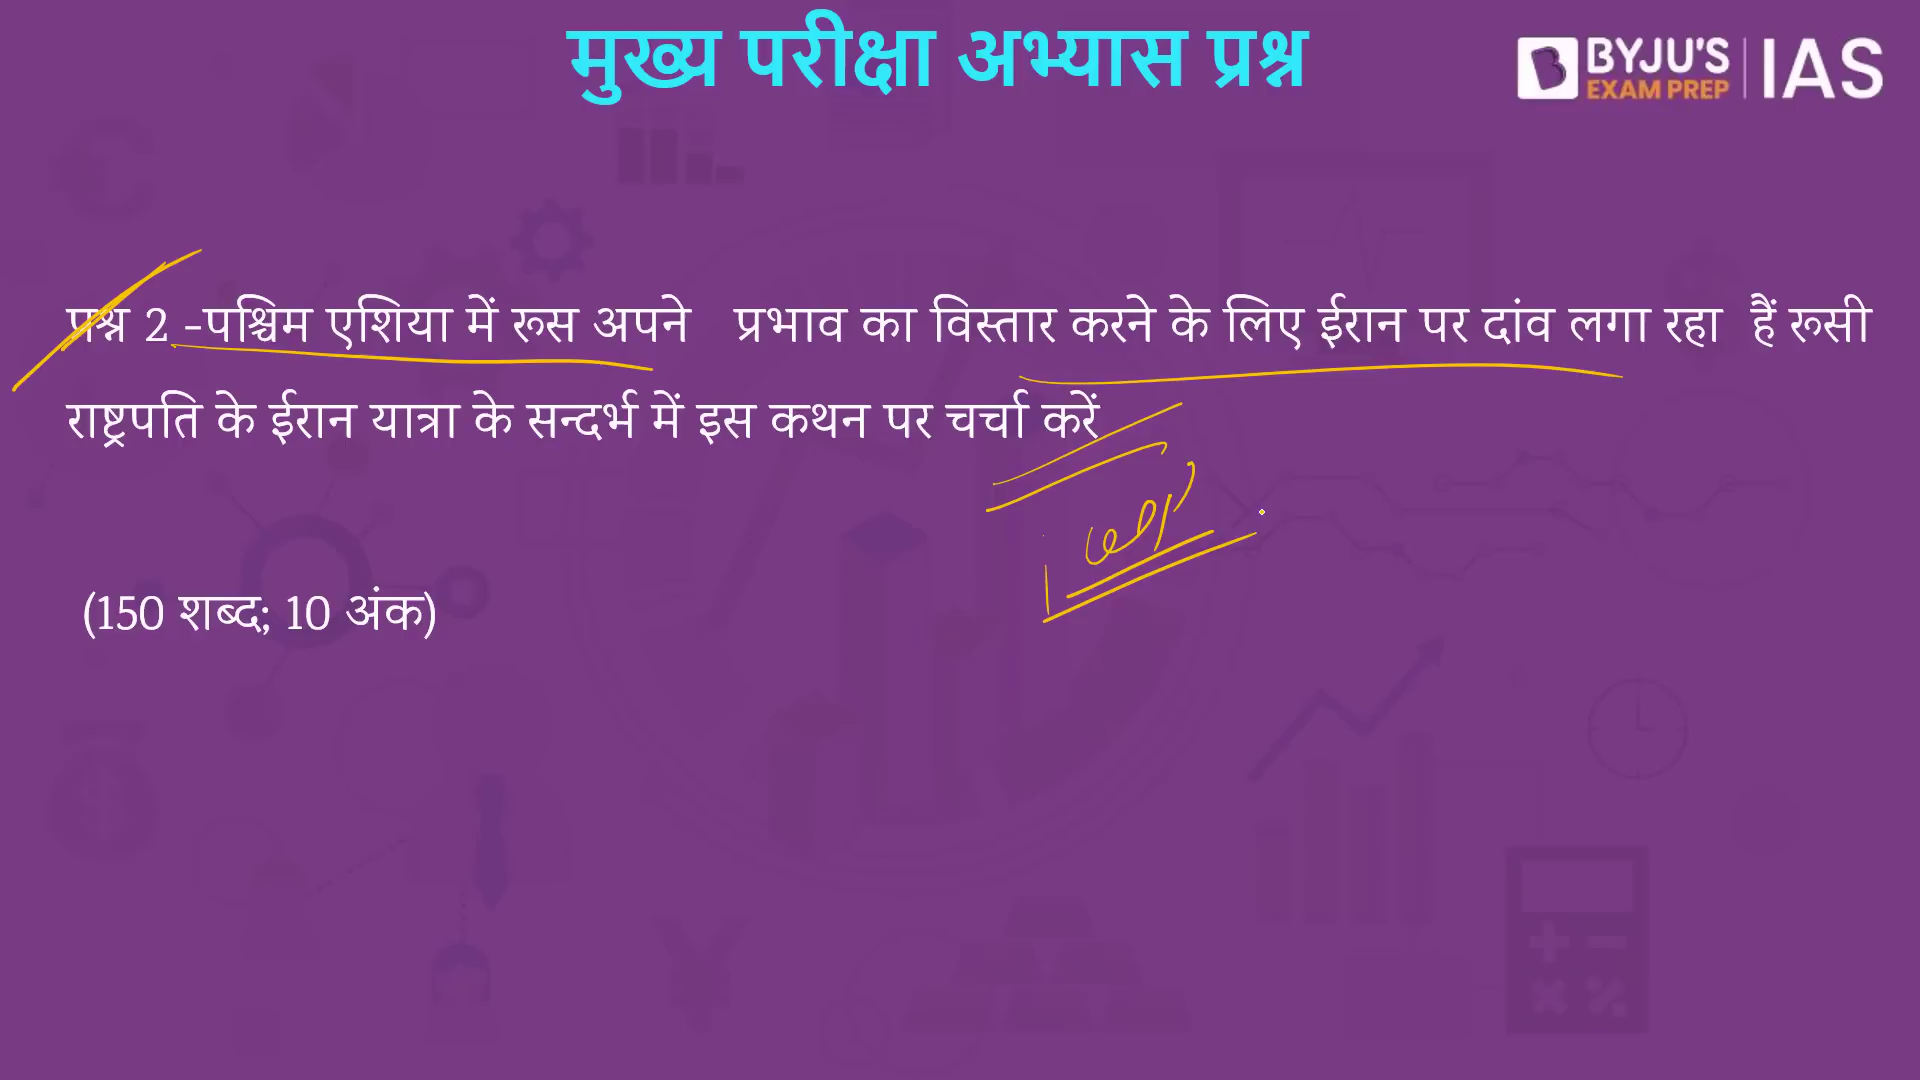 मुख्य परीक्षा अभ्यास प्रश्न
BYJU'S
EXAM PREP
IAS
प्रश्न 2 -पश्चिम एशिया में रूस अपने प्रभाव का विस्तार करने के लिए ईरान पर दांव लगा रहा हैं रूसी
राष्ट्रपति के ईरान यात्रा के सन्दर्भ में इस कथन पर चर्चा करें
(150 शब्द; 10 अंक)